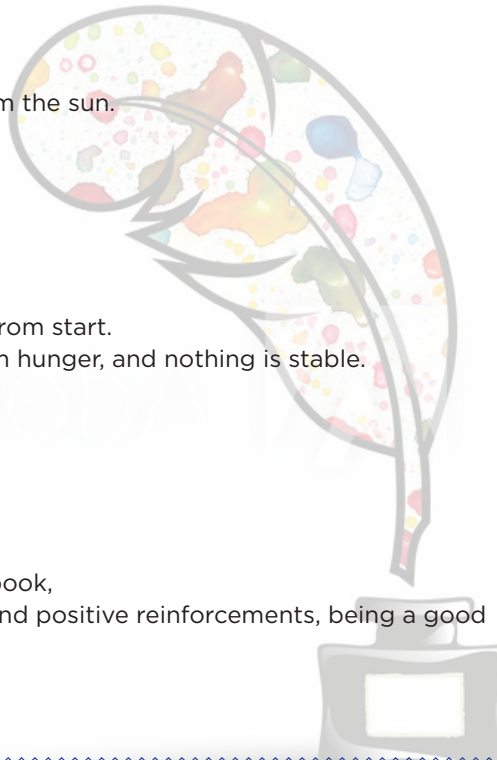 m the sun.
rom start.
n hunger, and nothing is stable.
ook,
nd positive reinforcements, being a good